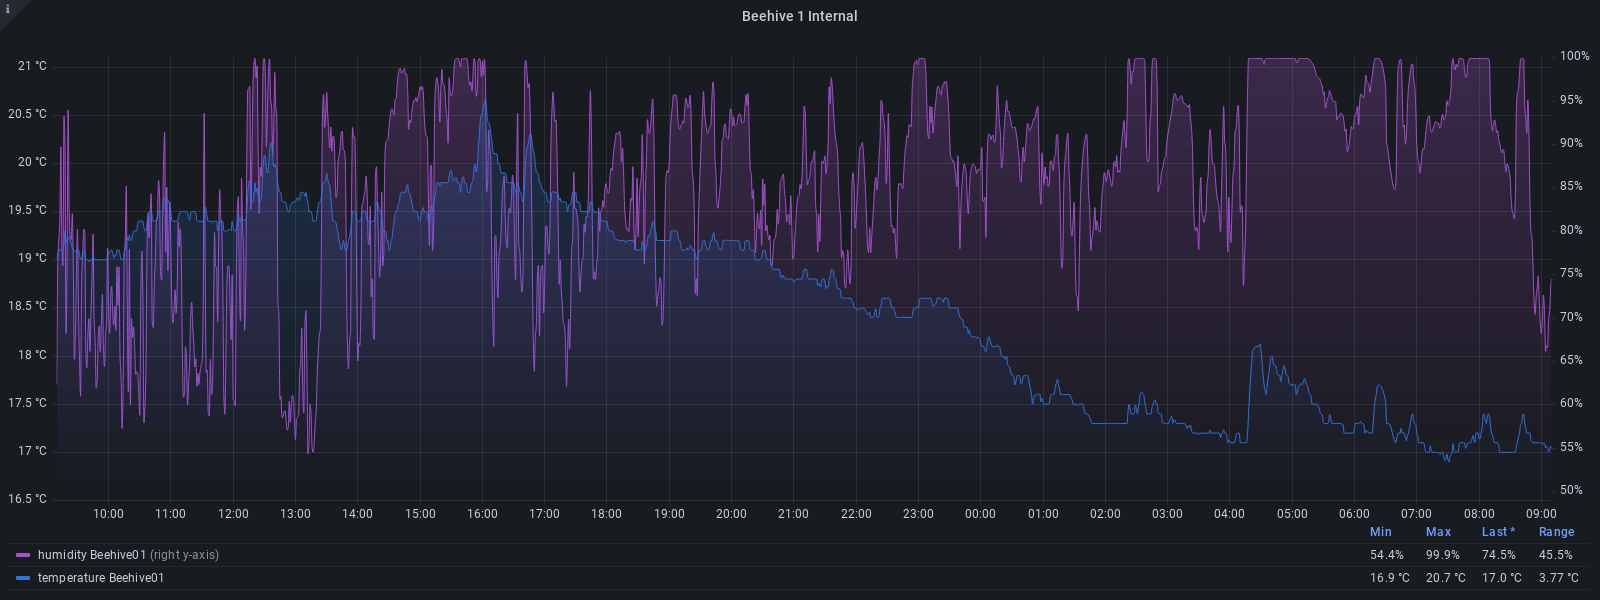 i
Beehive 1 Internal
21 °C
20.5 °C
20 °C
19.5 °C
19 °C
18.5 °C
18 °C
17.5 °C
17 °C
16.5 °C
100%
95%
90%
85%
80%
75%
70%
65%
60%
55%
50%
10:00 11:00 12:00 13:00 14:00 15:00 16:00 17:00 18:00 19:00 20:00 21:00 22:00 23:00 00:00 01:00 02:00 03:00 04:00 05:00 06:00 07:00 08:00 09:00
Min Max Last * Range
humidity Beehive01 (right y-axis) 54.4% 99.9% 74.5% 45.5%
temperature Beehive01 16.9 °C 20.7 °C 17.0 °C 3.77 °C